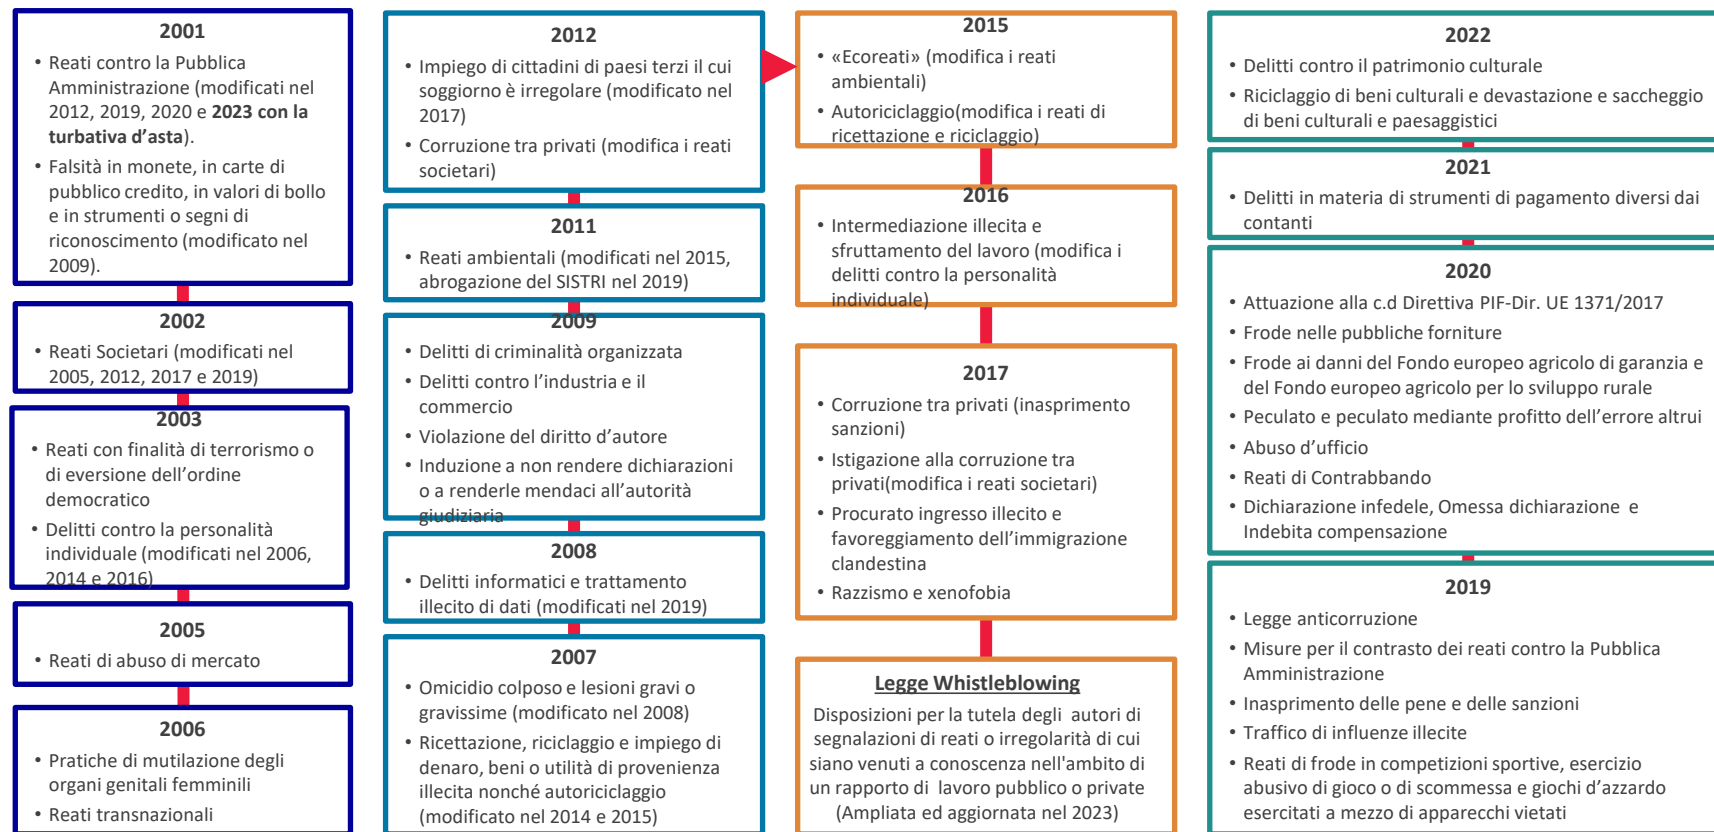 2001
• Reati contro la Pubblica
Amministrazione (modificati nel
2012, 2019, 2020 e 2023 con la
turbativa d’asta).
• Falsità in monete, in carte di
pubblico credito, in valori di bollo
e in strumenti o segni di
riconoscimento (modificato nel
2009).
2002
• Reati Societari (modificati nel
2005, 2012, 2017 e 2019)
2003
• Reati con finalità di terrorismo o
di eversione dell’ordine
democratico
• Delitti contro la personalità
individuale (modificati nel 2006,
2014 e 2016)
2005
• Reati di abuso di mercato
2006
• Pratiche di mutilazione degli
organi genitali femminili
• Reati transnazionali
2012
• Impiego di cittadini di paesi terzi il cui
soggiorno è irregolare (modificato nel
2017)
• Corruzione tra privati (modifica i reati
societari)
2011
• Reati ambientali (modificati nel 2015,
abrogazione del SISTRI nel 2019)
2009
• Delitti di criminalità organizzata
• Delitti contro l’industria e il
commercio
• Violazione del diritto d’autore
• Induzione a non rendere dichiarazioni
o a renderle mendaci all’autorità
giudiziaria
2008
• Delitti informatici e trattamento
illecito di dati (modificati nel 2019)
2007
• Omicidio colposo e lesioni gravi o
gravissime (modificato nel 2008)
• Ricettazione, riciclaggio e impiego di
denaro, beni o utilità di provenienza
illecita nonché autoriciclaggio
(modificato nel 2014 e 2015)
2015
• «Ecoreati» (modifica i reati
ambientali)
• Autoriciclaggio(modifica i reati di
ricettazione e riciclaggio)
2016
• Intermediazione illecita e
sfruttamento del lavoro (modifica i
delitti contro la personalità
individuale)
2017
• Corruzione tra privati (inasprimento
sanzioni)
• Istigazione alla corruzione tra
privati(modifica i reati societari)
• Procurato ingresso illecito e
favoreggiamento dell’immigrazione
clandestina
• Razzismo e xenofobia
Legge Whistleblowing
Disposizioni per la tutela degli autori di
segnalazioni di reati o irregolarità di cui
siano venuti a conoscenza nell'ambito di
un rapporto di lavoro pubblico o private
(Ampliata ed aggiornata nel 2023)
2022
• Delitti contro il patrimonio culturale
• Riciclaggio di beni culturali e devastazione e saccheggio
di beni culturali e paesaggistici
2021
• Delitti in materia di strumenti di pagamento diversi dai
contanti
2020
• Attuazione alla c.d Direttiva PIF-Dir. UE 1371/2017
• Frode nelle pubbliche forniture
• Frode ai danni del Fondo europeo agricolo di garanzia e
del Fondo europeo agricolo per lo sviluppo rurale
• Peculato e peculato mediante profitto dell’errore altrui
• Abuso d’ufficio
• Reati di Contrabbando
• Dichiarazione infedele, Omessa dichiarazione e
Indebita compensazione
2019
• Legge anticorruzione
• Misure per il contrasto dei reati contro la Pubblica
Amministrazione
• Inasprimento delle pene e delle sanzioni
• Traffico di influenze illecite
• Reati di frode in competizioni sportive, esercizio
abusivo di gioco o di scommessa e giochi d’azzardo
esercitati a mezzo di apparecchi vietati